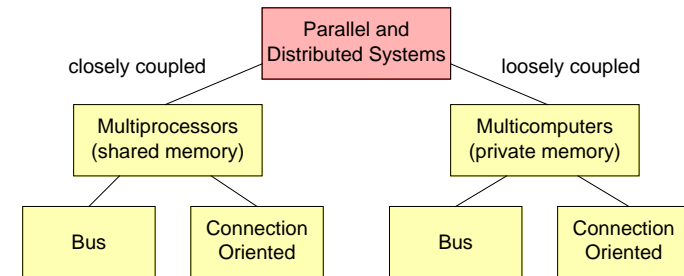 Parallel and
Distributed Systems
closely coupled
loosely coupled
Multiprocessors
(shared memory)
Multicomputers
(private memory)
Bus
Connection
Oriented
Bus
Connection
Oriented